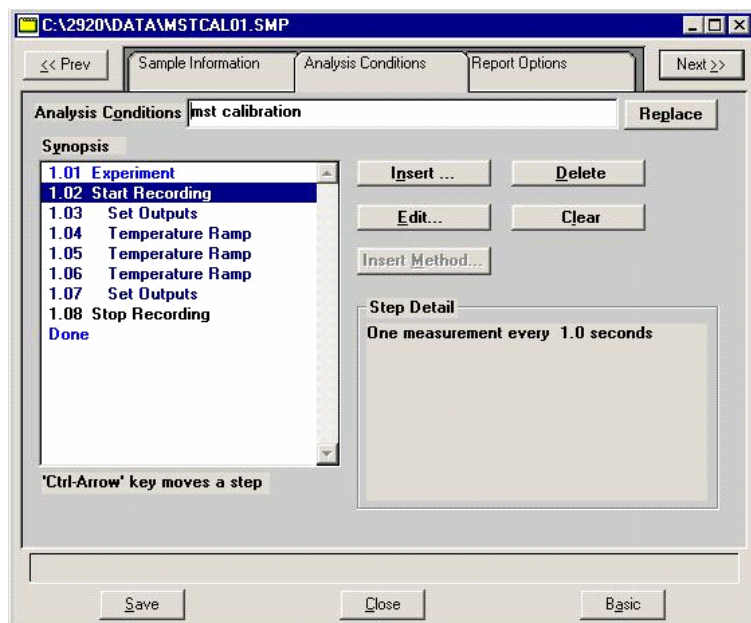 C:\2920\DATA\MSTCAL01.SMP
<< Prev
Sample Information
Analysis Conditions
Report Options
Next >>
Analysis Conditions mst calibration
Replace
Synopsis
1.01 Experiment
1.02 Start Recording
1.03 Set Outputs
1.04 Temperature Ramp
1.05 Temperature Ramp
1.06 Temperature Ramp
1.07 Set Outputs
1.08 Stop Recording
Done
Insert ...
Delete
Edit...
Clear
Insert Method...
Step Detail
One measurement every 1.0 seconds
'Ctrl-Arrow' key moves a step
Save
Close
Basic